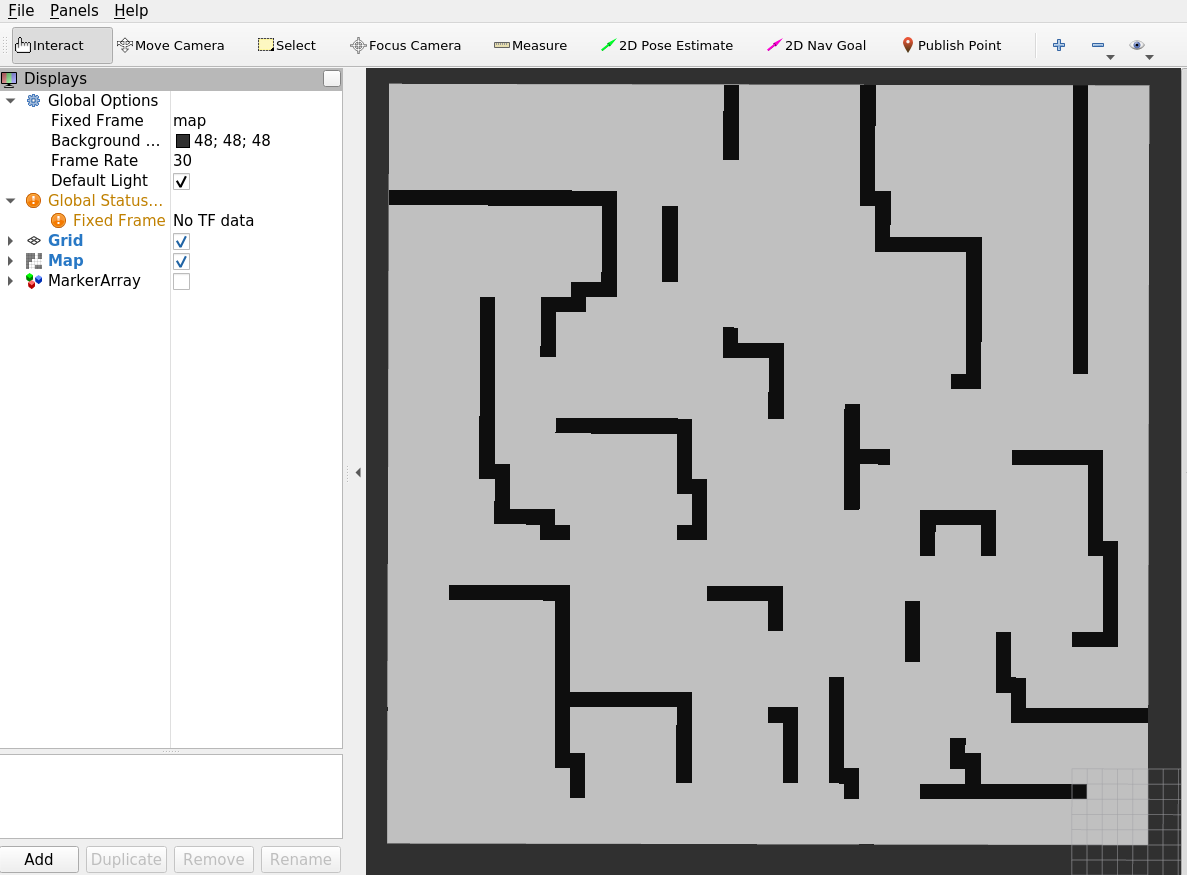 File Panels Help
Interact Move Camera Select Focus Camera Measure 2D Pose Estimate 2D Nav Goal Publish Point
Displays
Global Options
Fixed Frame map
Background ... 48; 48; 48
Frame Rate 30
Default Light
Global Status...
Fixed Frame No TF data
Grid
Map
MarkerArray
Add Duplicate Remove Rename